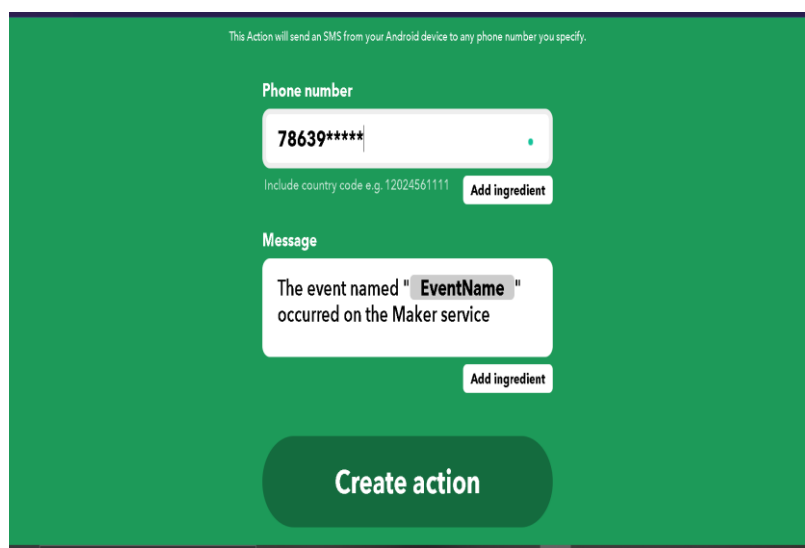 This Action will send an SMS from your Android device to any phone number you specify.
Phone number
78639*****
Include country code e.g. 12024561111
Add ingredient
Message
The event named " EventName "
occurred on the Maker service
Add ingredient
Create action